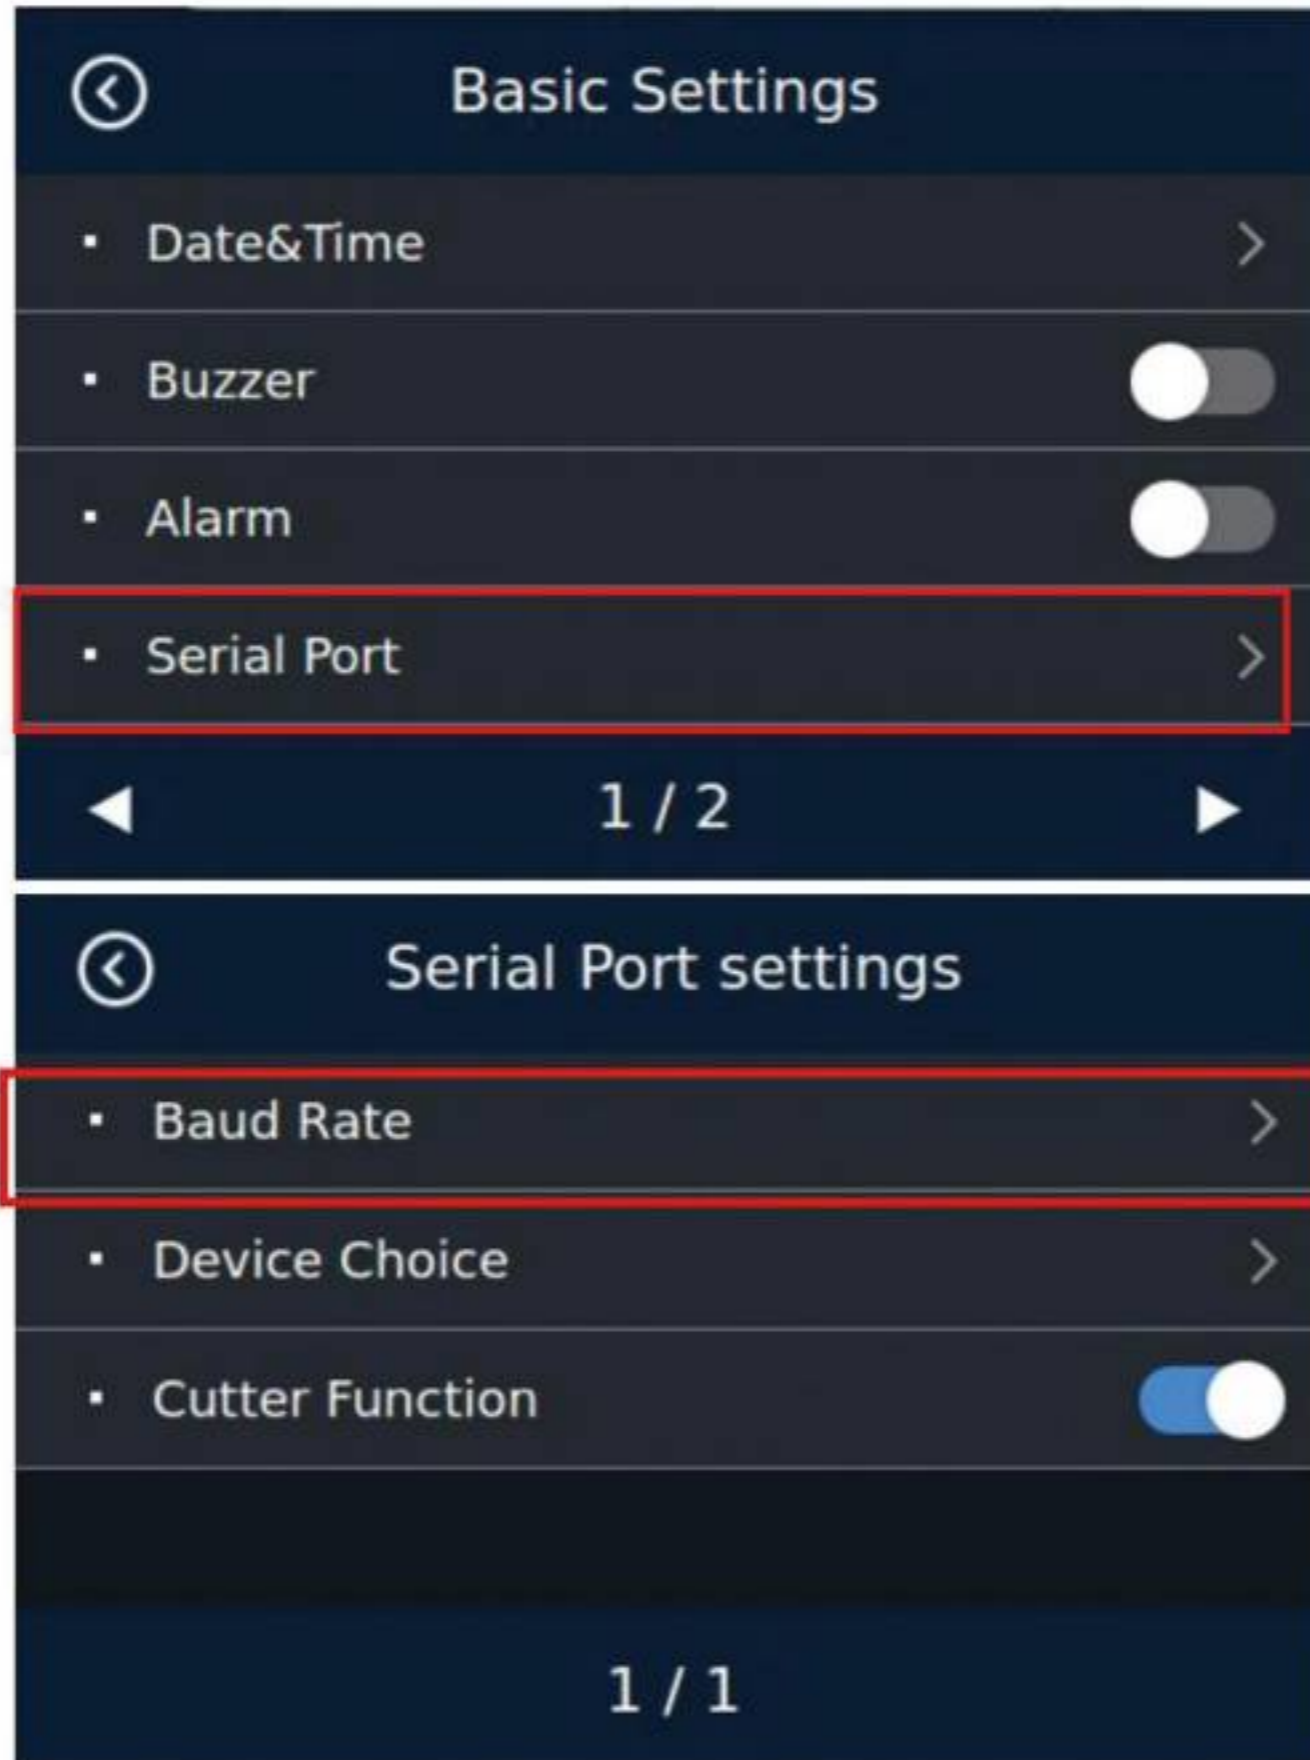 Basic Settings
Date&Time
Buzzer
Alarm
Serial Port
1 / 2
Serial Port settings
Baud Rate
Device Choice
Cutter Function
1 / 1